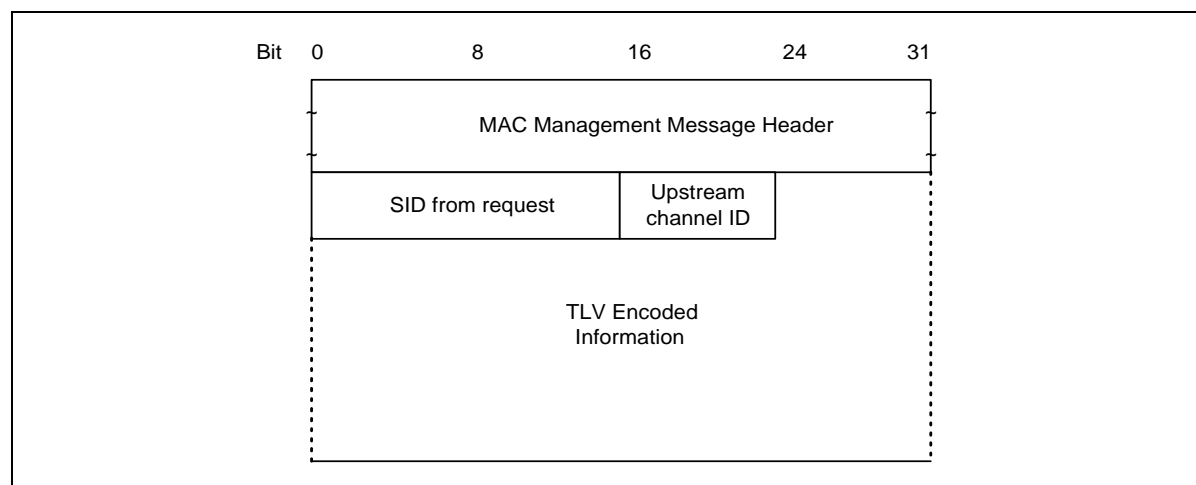 Bit 0 8 16 24 31
MAC Management Message Header
SID from request
Upstream
channel ID
TLV Encoded
Information